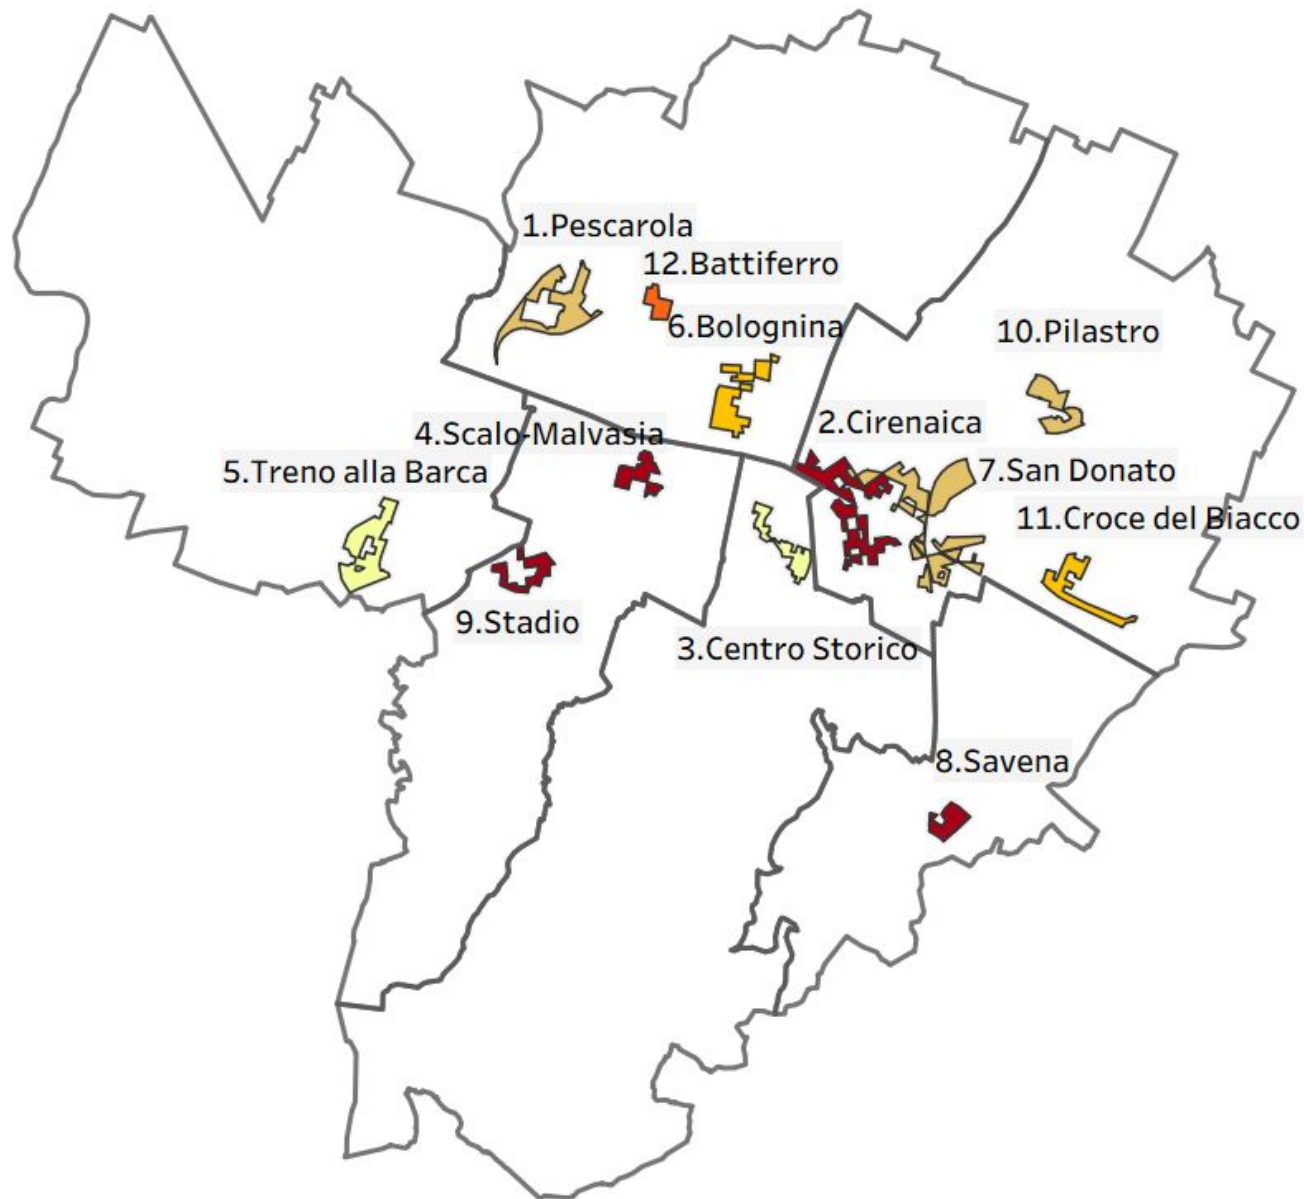 1.Pescarola
12.Battiferro
6.Bolognina
10.Pilastro
2.Cirenaica
4.Scalo-Malvasia
5.Treno alla Barca
7.San Donato
11.Croce del Biacco
9.Stadio
3.Centro Storico
8.Savena